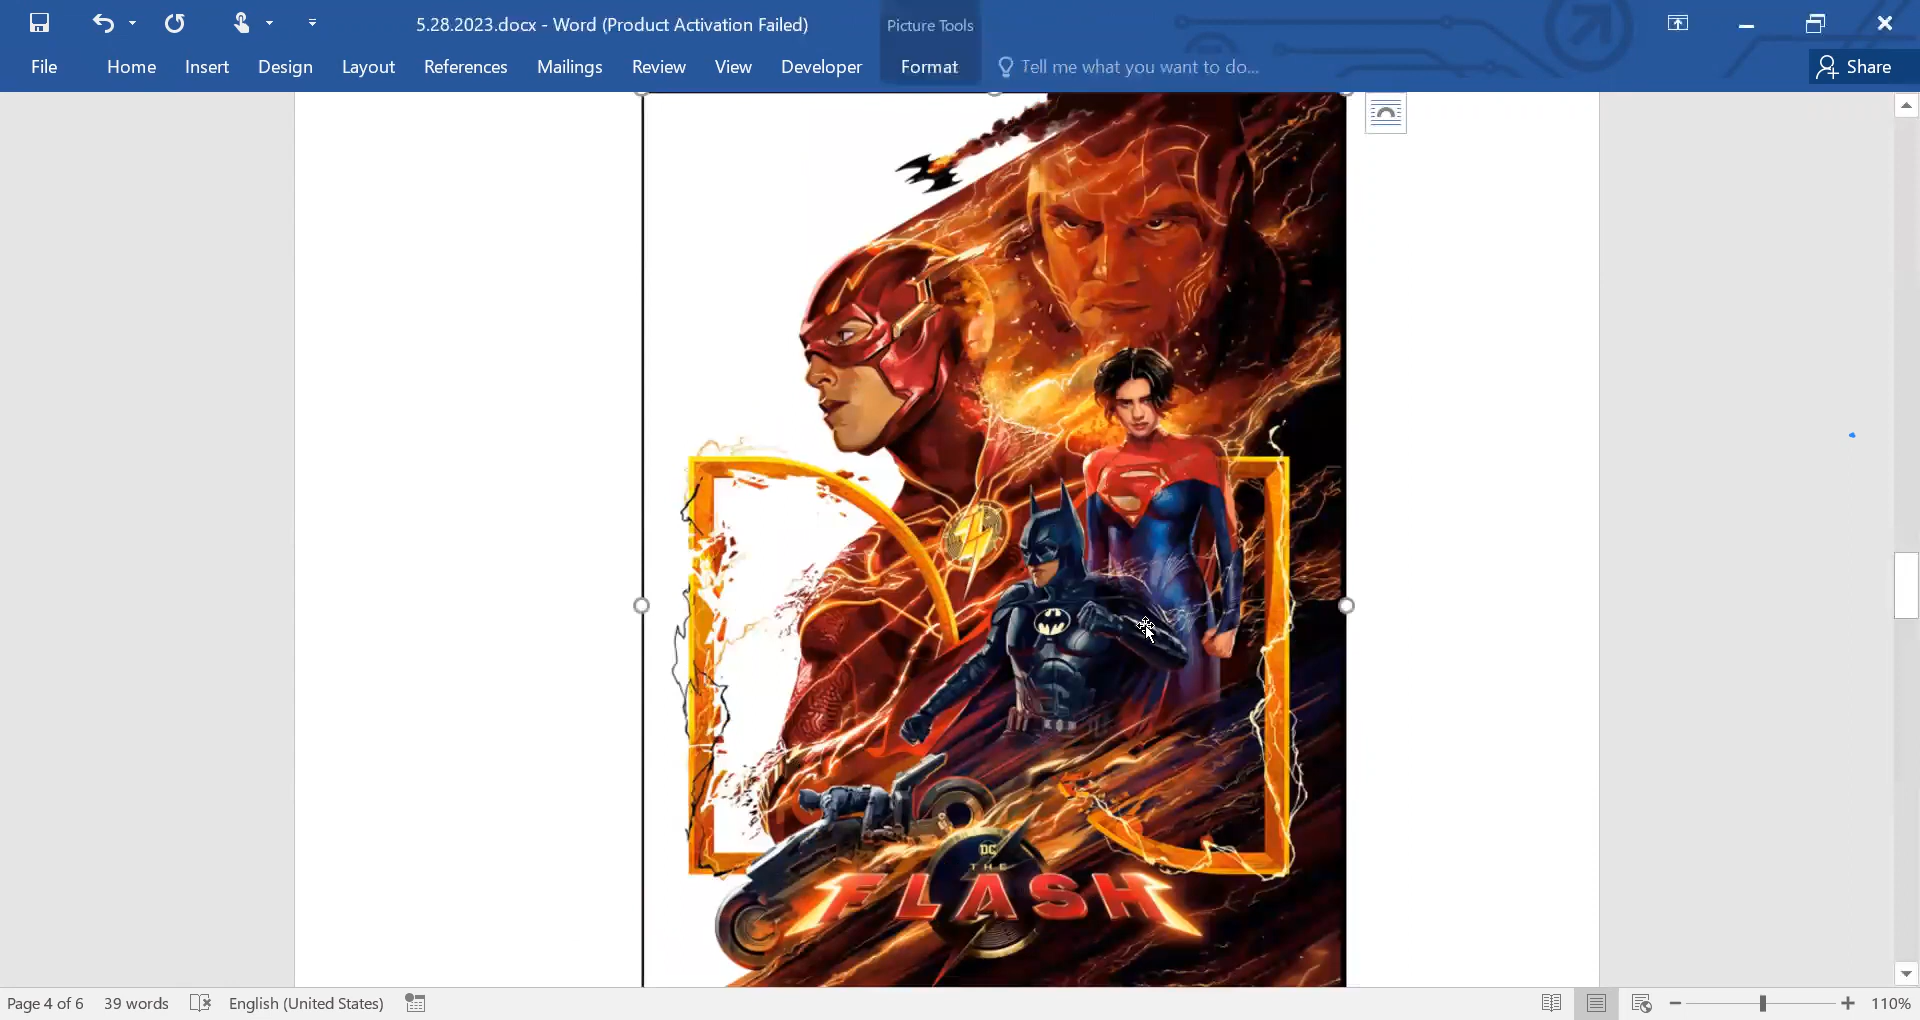 5.28.2023.docx - Word (Product Activation Failed)
Picture Tools
File
Home
Insert
Design
Layout
References
Mailings
Review
View
Developer
Format
Tell me what you want to do...
Share
DC
THE
FLASH
Page 4 of 6
39 words
English (United States)
110%